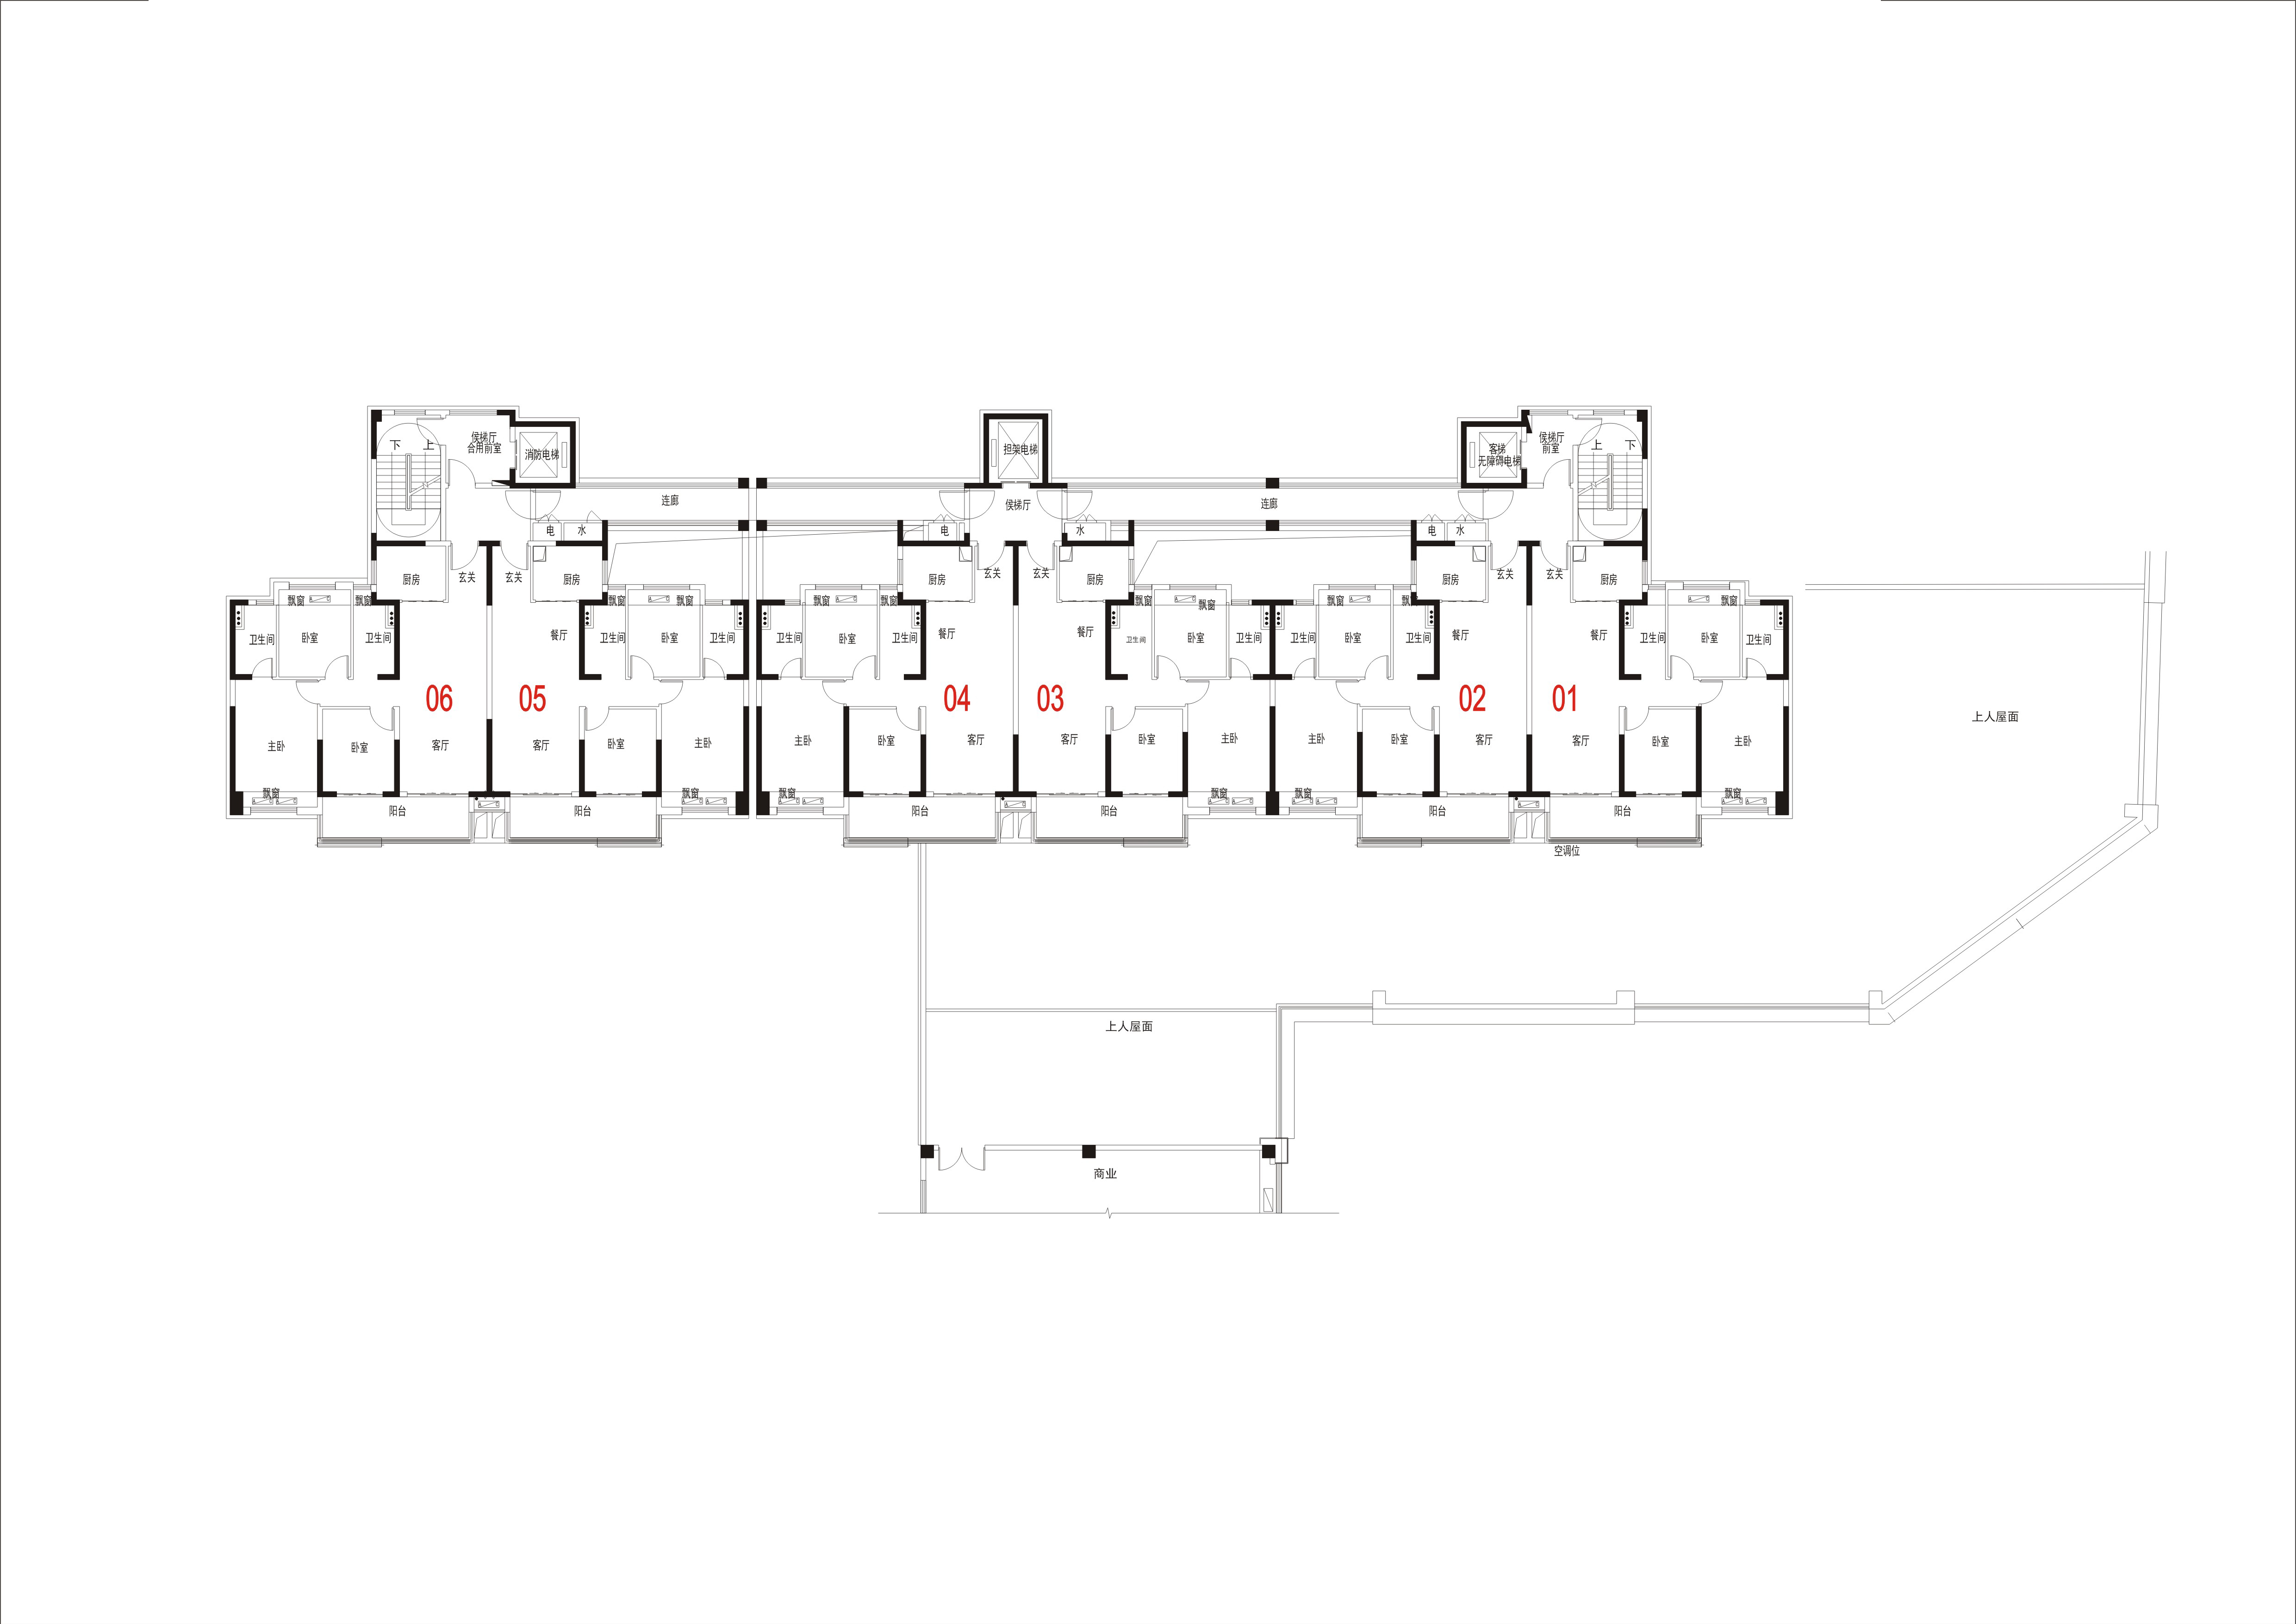 下 上
侯梯厅
合用前室
消防电梯
担架电梯
客梯
无障碍电梯
侯梯厅
前室
上 下
连廊
侯梯厅
连廊
电 水
电
水
电 水
厨房 玄关 玄关 厨房
厨房 玄关 玄关 厨房
厨房 玄关 玄关 厨房
飘窗 飘窗 飘窗 飘窗
飘窗 飘窗 飘窗 飘窗
飘窗 飘窗 飘窗
卫生间 卧室 卫生间
餐厅
卫生间 卧室 卫生间
卫生间 卧室 卫生间
餐厅
餐厅
卫生间 卧室 卫生间
卫生间 卧室 卫生间
餐厅
餐厅
卫生间 卧室 卫生间
06 05 04 03 02 01
上人屋面
主卧 卧室 客厅
客厅 卧室 主卧
主卧 卧室 客厅
客厅 卧室 主卧
主卧 卧室 客厅
客厅 卧室 主卧
飘窗 飘窗 飘窗 飘窗 飘窗 飘窗
阳台 阳台 阳台 阳台 阳台 阳台
空调位
上人屋面
商业